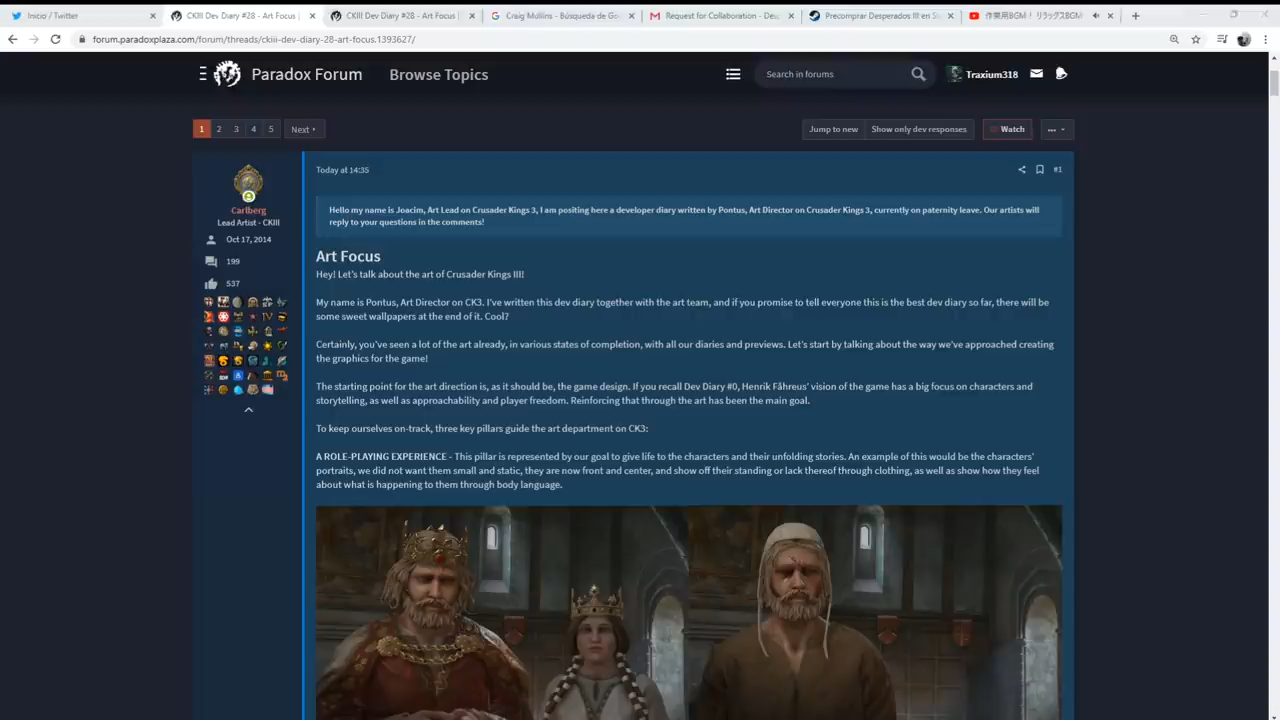 Inicio / Twitter
CKIII Dev Diary #28 - Art Focus |
CKIII Dev Diary #28 - Art Focus |
Craig Mullins - Búsqueda de Go
Request for Collaboration - Des
Precomprar Desperados III en St
作業用BGM！ リラックスBGM
forum.paradoxplaza.com/forum/threads/ckiii-dev-diary-28-art-focus.1393627/
Paradox Forum
Browse Topics
Search in forums
Traxium318
1 2 3 4 5 Next
Jump to new
Show only dev responses
Watch
Today at 14:35
#1
Carlberg
Lead Artist - CKIII
Oct 17, 2014
199
537
Hello my name is Joacim, Art Lead on Crusader Kings 3, I am positing here a developer diary written by Pontus, Art Director on Crusader Kings 3, currently on paternity leave. Our artists will
reply to your questions in the comments!
Art Focus
Hey! Let's talk about the art of Crusader Kings III!
My name is Pontus, Art Director on CK3. I've written this dev diary together with the art team, and if you promise to tell everyone this is the best dev diary so far, there will be
some sweet wallpapers at the end of it. Cool?
Certainly, you've seen a lot of the art already, in various states of completion, with all our diaries and previews. Let's start by talking about the way we've approached creating
the graphics for the game!
The starting point for the art direction is, as it should be, the game design. If you recall Dev Diary #0, Henrik Fåhreus' vision of the game has a big focus on characters and
storytelling, as well as approachability and player freedom. Reinforcing that through the art has been the main goal.
To keep ourselves on-track, three key pillars guide the art department on CK3:
A ROLE-PLAYING EXPERIENCE - This pillar is represented by our goal to give life to the characters and their unfolding stories. An example of this would be the characters'
portraits, we did not want them small and static, they are now front and center, and show off their standing or lack thereof through clothing, as well as show how they feel
about what is happening to them through body language.